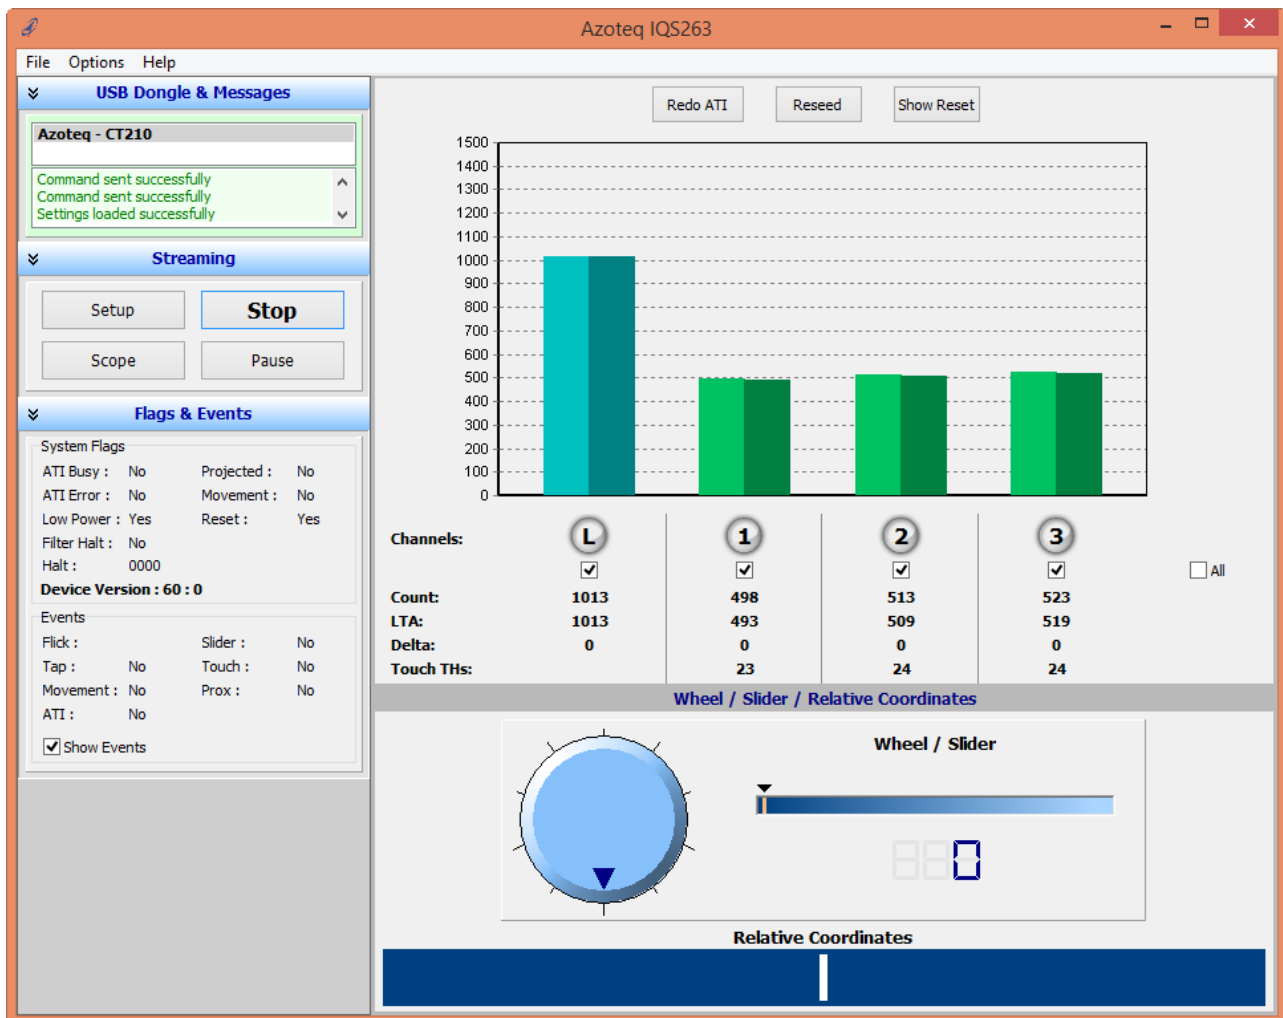 Azoteq IQS263
File Options Help
USB Dongle & Messages
Azoteq - CT210
Command sent successfully
Command sent successfully
Settings loaded successfully
Streaming
Setup Stop
Scope Pause
Flags & Events
System Flags
ATI Busy : No Projected : No
ATI Error : No Movement : No
Low Power : Yes Reset : Yes
Filter Halt : No
Halt : 0000
Device Version : 60 : 0
Events
Flick : Slider : No
Tap : No Touch : No
Movement : No Prox : No
ATI : No
Show Events
Redo ATI Reseed Show Reset
1500
1400
1300
1200
1100
1000
900
800
700
600
500
400
300
200
100
0
Channels: L 1 2 3
All
Count: 1013 498 513 523
LTA: 1013 493 509 519
Delta: 0 0 0 0
Touch THs: 23 24 24
Wheel / Slider / Relative Coordinates
Wheel / Slider
0
Relative Coordinates